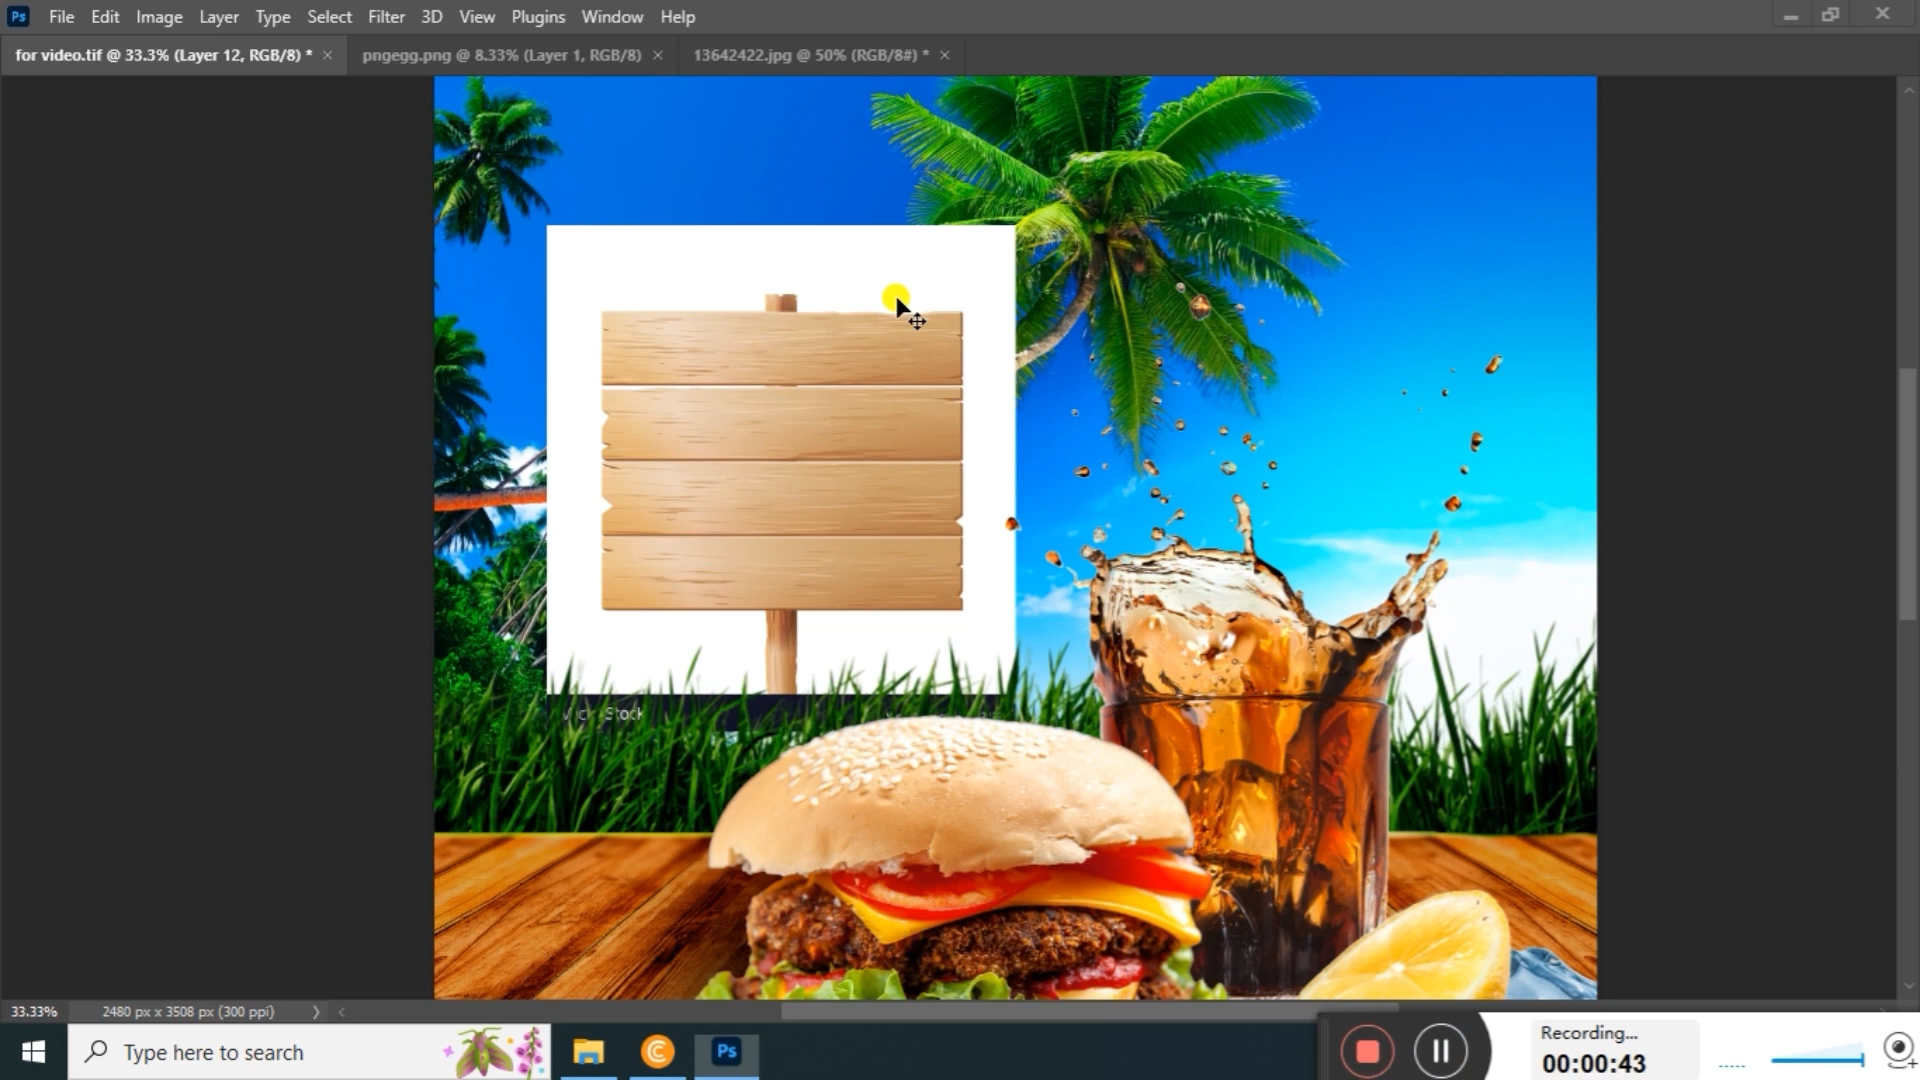 Ps File Edit Image Layer Type Select Filter 3D View Plugins Window Help
for video.tif @ 33.3% (Layer 12, RGB/8) * × pngegg.png @ 8.33% (Layer 1, RGB/8) × 13642422.jpg @ 50% (RGB/8#) * ×
Stock
33.33% 2480 px x 3508 px (300 ppi)
Type here to search
Ps
Recording...
00:00:43